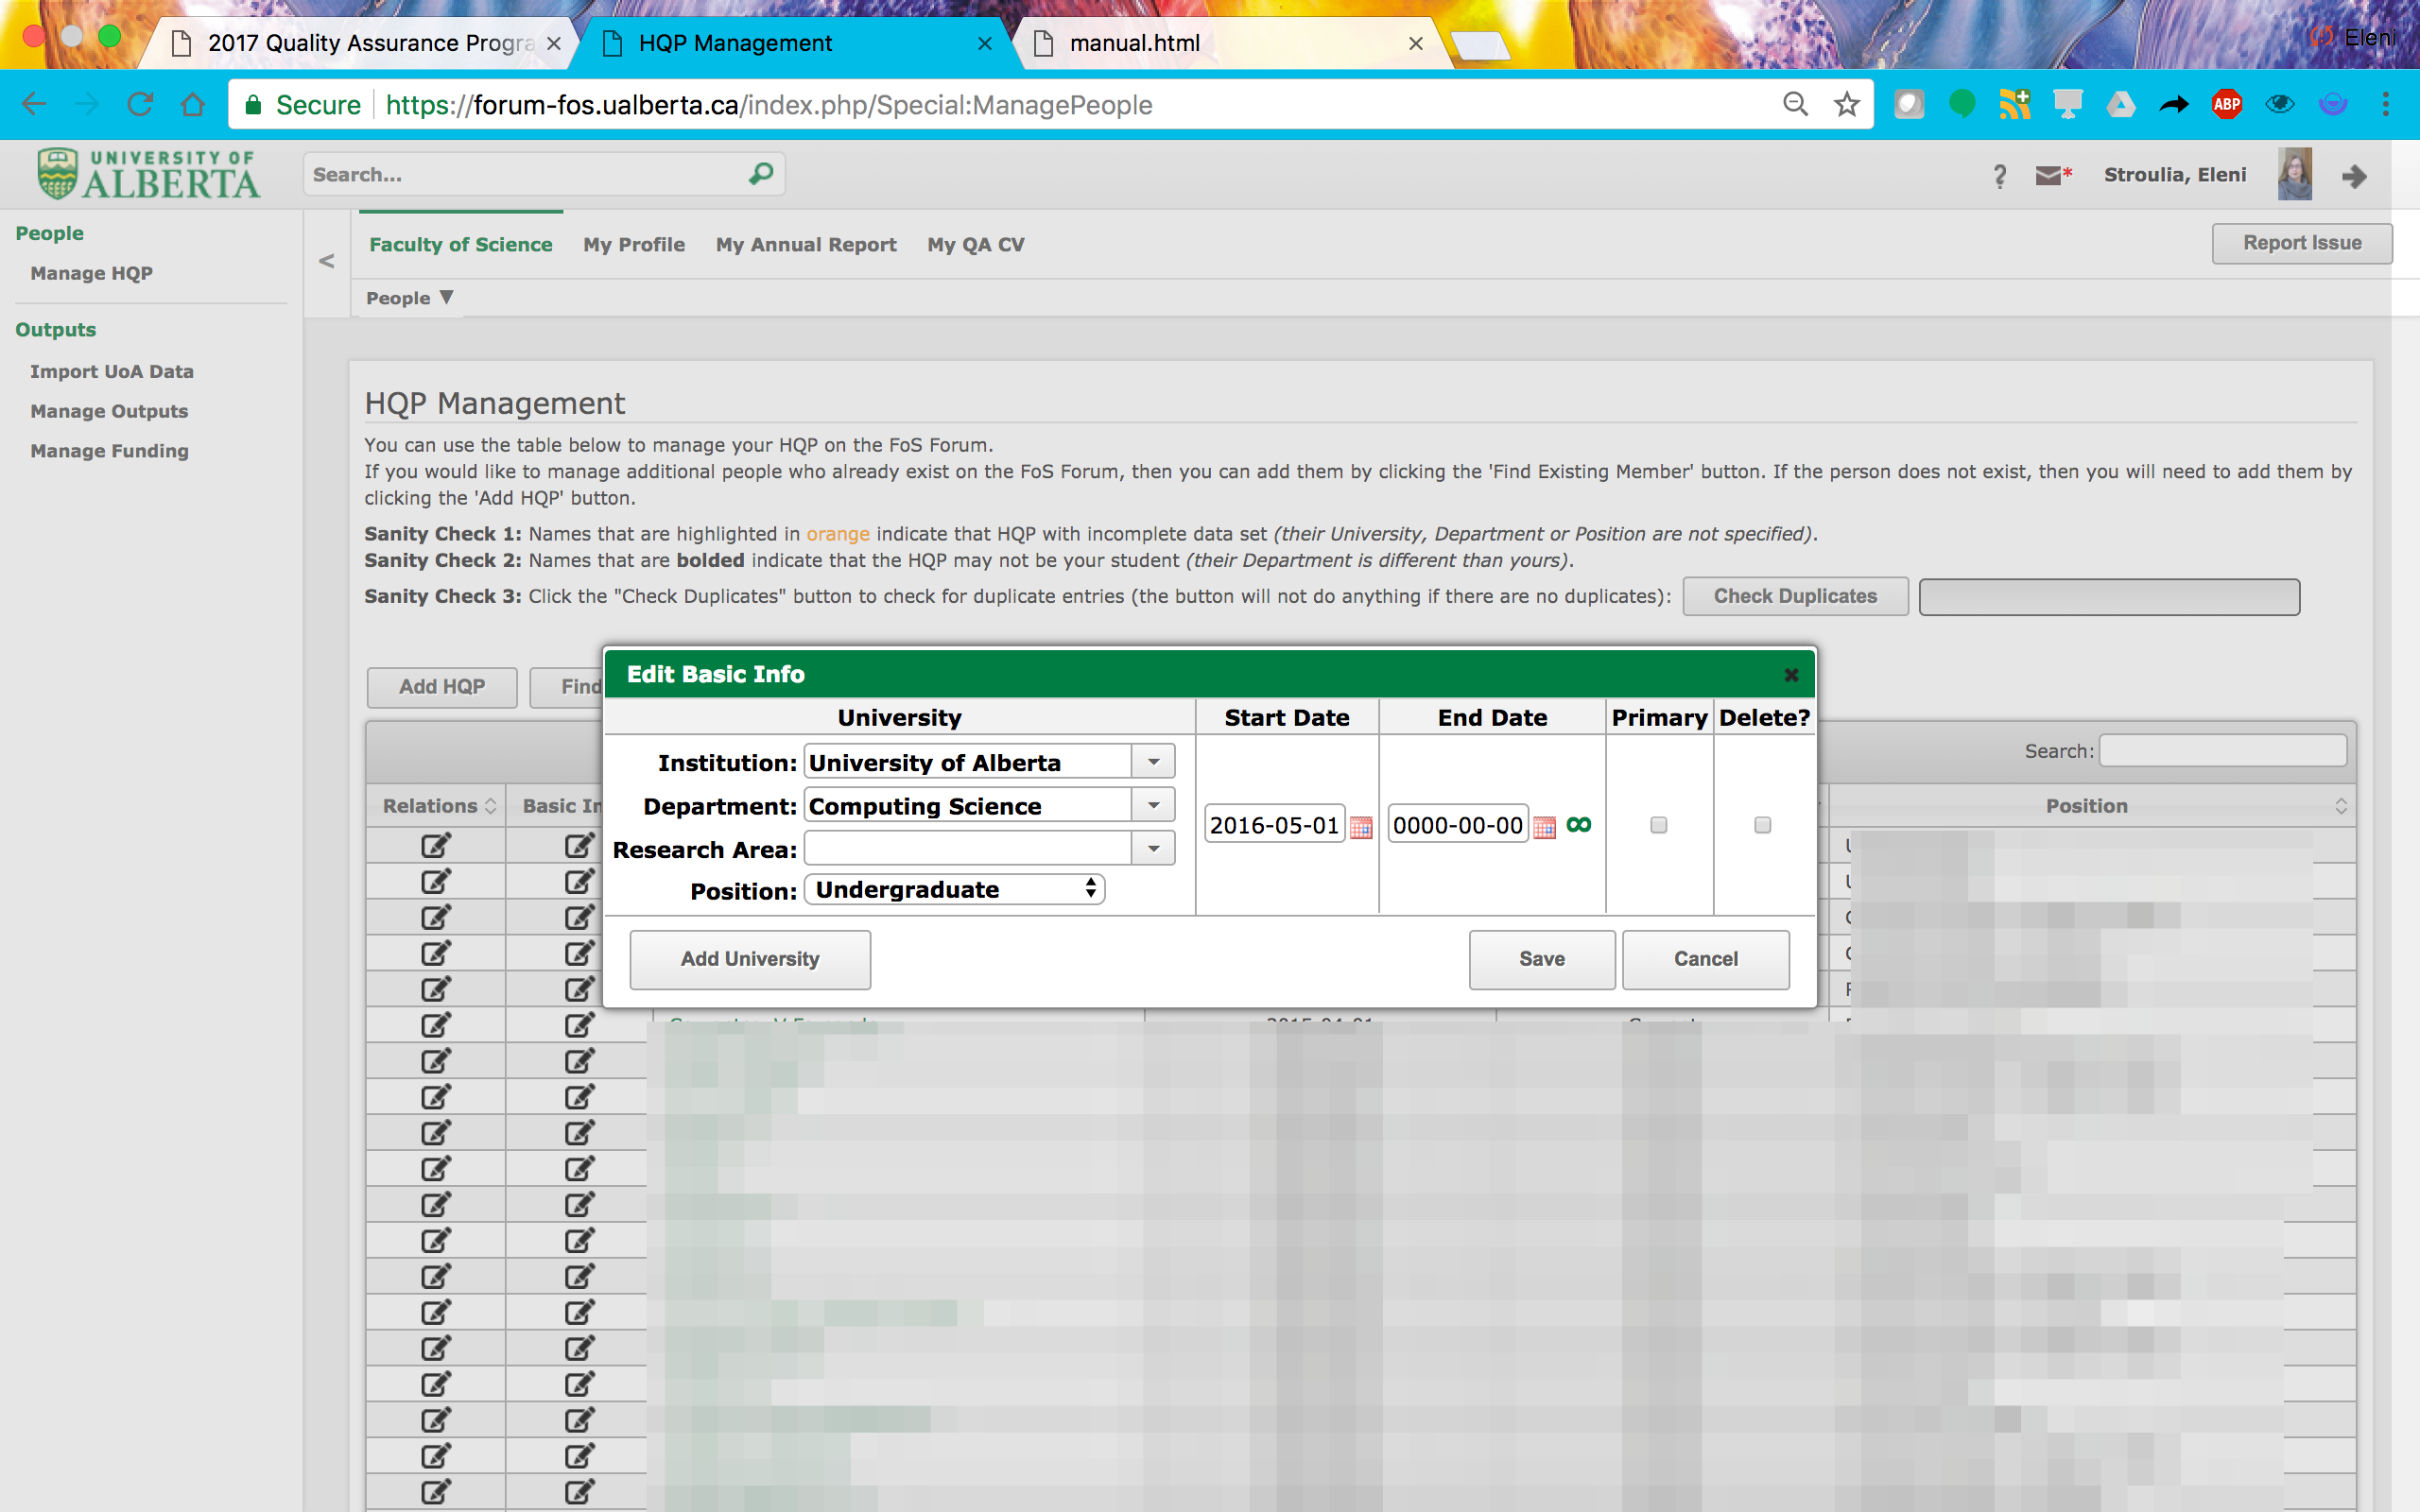 2017 Quality Assurance Progra
HQP Management
manual.html
Eleni
Secure https://forum-fos.ualberta.ca/index.php/Special:ManagePeople
ABP
UNIVERSITY OF
ALBERTA
Search...
? * Stroulia, Eleni
People
Manage HQP
Outputs
Import UoA Data
Manage Outputs
Manage Funding
<
Faculty of Science My Profile My Annual Report My QA CV
Report Issue
People ▼
HQP Management
You can use the table below to manage your HQP on the FoS Forum.
If you would like to manage additional people who already exist on the FoS Forum, then you can add them by clicking the 'Find Existing Member' button. If the person does not exist, then you will need to add them by
clicking the 'Add HQP' button.
Sanity Check 1: Names that are highlighted in orange indicate that HQP with incomplete data set (their University, Department or Position are not specified).
Sanity Check 2: Names that are bolded indicate that the HQP may not be your student (their Department is different than yours).
Sanity Check 3: Click the "Check Duplicates" button to check for duplicate entries (the button will not do anything if there are no duplicates): Check Duplicates
Add HQP Find
Edit Basic Info
University Start Date End Date Primary Delete?
Institution: University of Alberta
Department: Computing Science
Research Area:
Position: Undergraduate
2016-05-01 0000-00-00
Add University Save Cancel
Search:
Relations Basic In Position